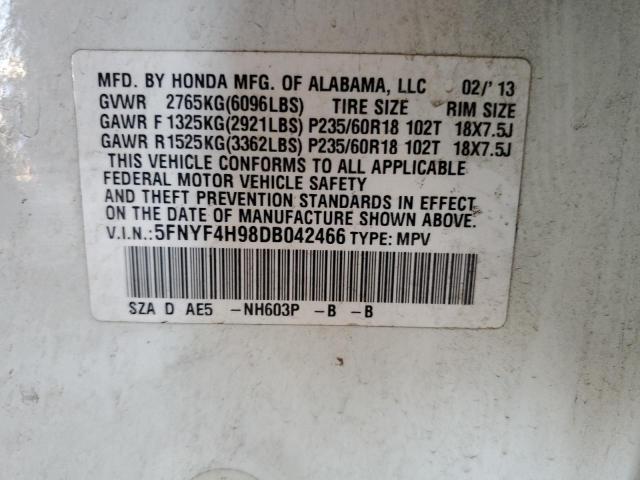 MFD. BY HONDA MFG. OF ALABAMA, LLC 02/'13
GVWR 2765KG(6096LBS) TIRE SIZE RIM SIZE
GAWR F 1325KG(2921LBS) P235/60R18 102T 18X7.5J
GAWR R 1525KG(3362LBS) P235/60R18 102T 18X7.5J
THIS VEHICLE CONFORMS TO ALL APPLICABLE
FEDERAL MOTOR VEHICLE SAFETY
AND THEFT PREVENTION STANDARDS IN EFFECT
ON THE DATE OF MANUFACTURE SHOWN ABOVE.
V.I.N.:5FNYF4H98DB042466 TYPE: MPV
SZA D AE5 -NH603P -B -B